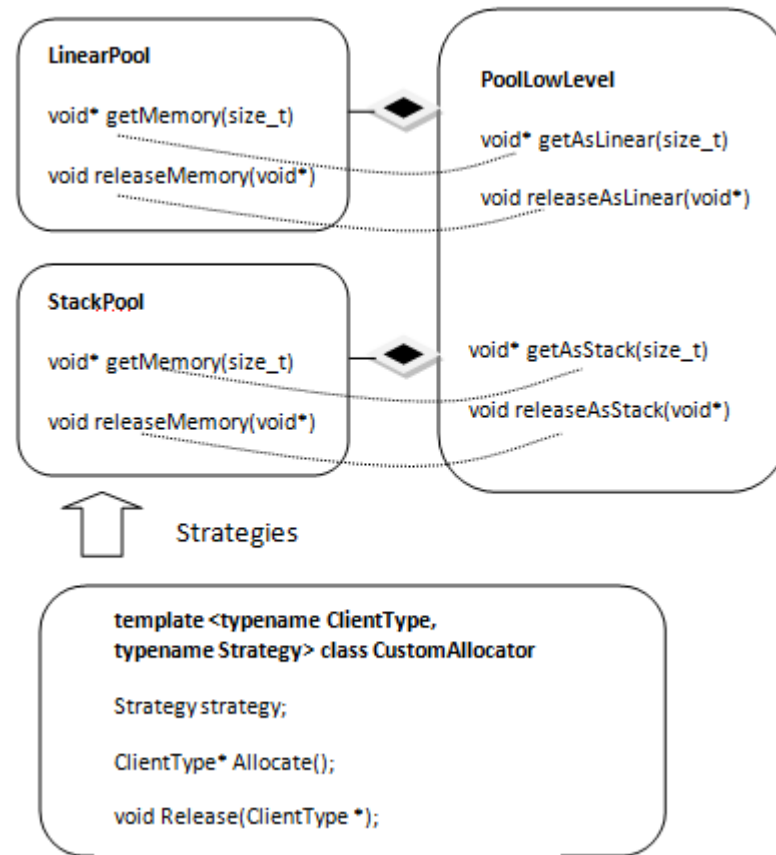 LinearPool
void* getMemory(size_t)
void releaseMemory(void*)
PoolLowLevel
void* getAsLinear(size_t)
void releaseAsLinear(void*)
StackPool
void* getMemory(size_t)
void releaseMemory(void*)
void* getAsStack(size_t)
void releaseAsStack(void*)
Strategies
template <typename ClientType,
typename Strategy> class CustomAllocator
Strategy strategy;
ClientType* Allocate();
void Release(ClientType *);